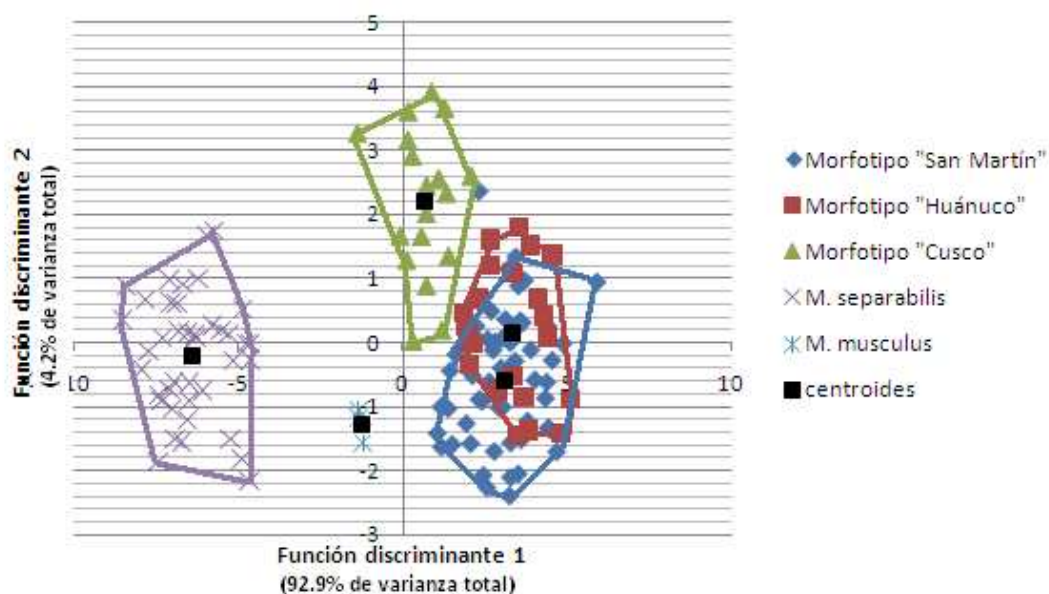 5
4
3
2
1
0
-1
-2
-3
-10
-5
0
5
10
Función discriminante 2
(4.2% de varianza total)
Función discriminante 1
(92.9% de varianza total)
Morfotipo "San Martín"
Morfotipo "Huánuco"
Morfotipo "Cusco"
M. separabilis
M. musculus
centroides